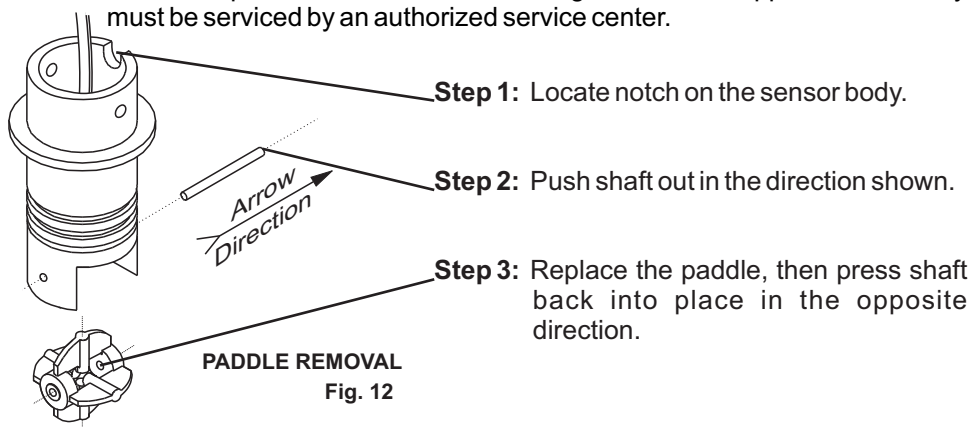 must be serviced by an authorized service center.
Step 1: Locate notch on the sensor body.
Step 2: Push shaft out in the direction shown.
Arrow
Direction
Step 3: Replace the paddle, then press shaft
back into place in the opposite
direction.
PADDLE REMOVAL
Fig. 12